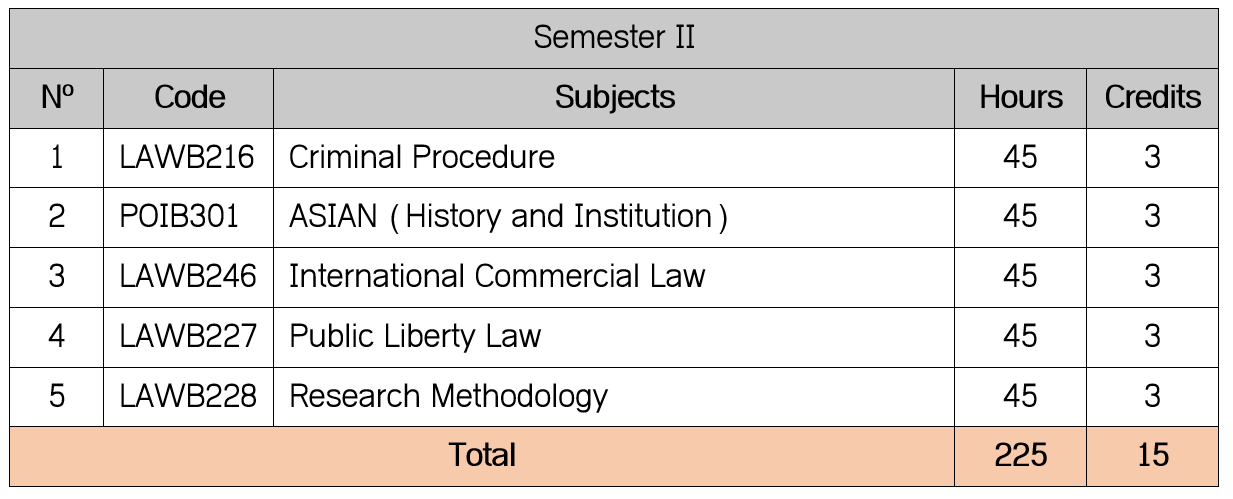 Semester II
Nº Code Subjects Hours Credits
1 LAWB216 Criminal Procedure 45 3
2 POIB301 ASIAN (History and Institution) 45 3
3 LAWB246 International Commercial Law 45 3
4 LAWB227 Public Liberty Law 45 3
5 LAWB228 Research Methodology 45 3
Total 225 15